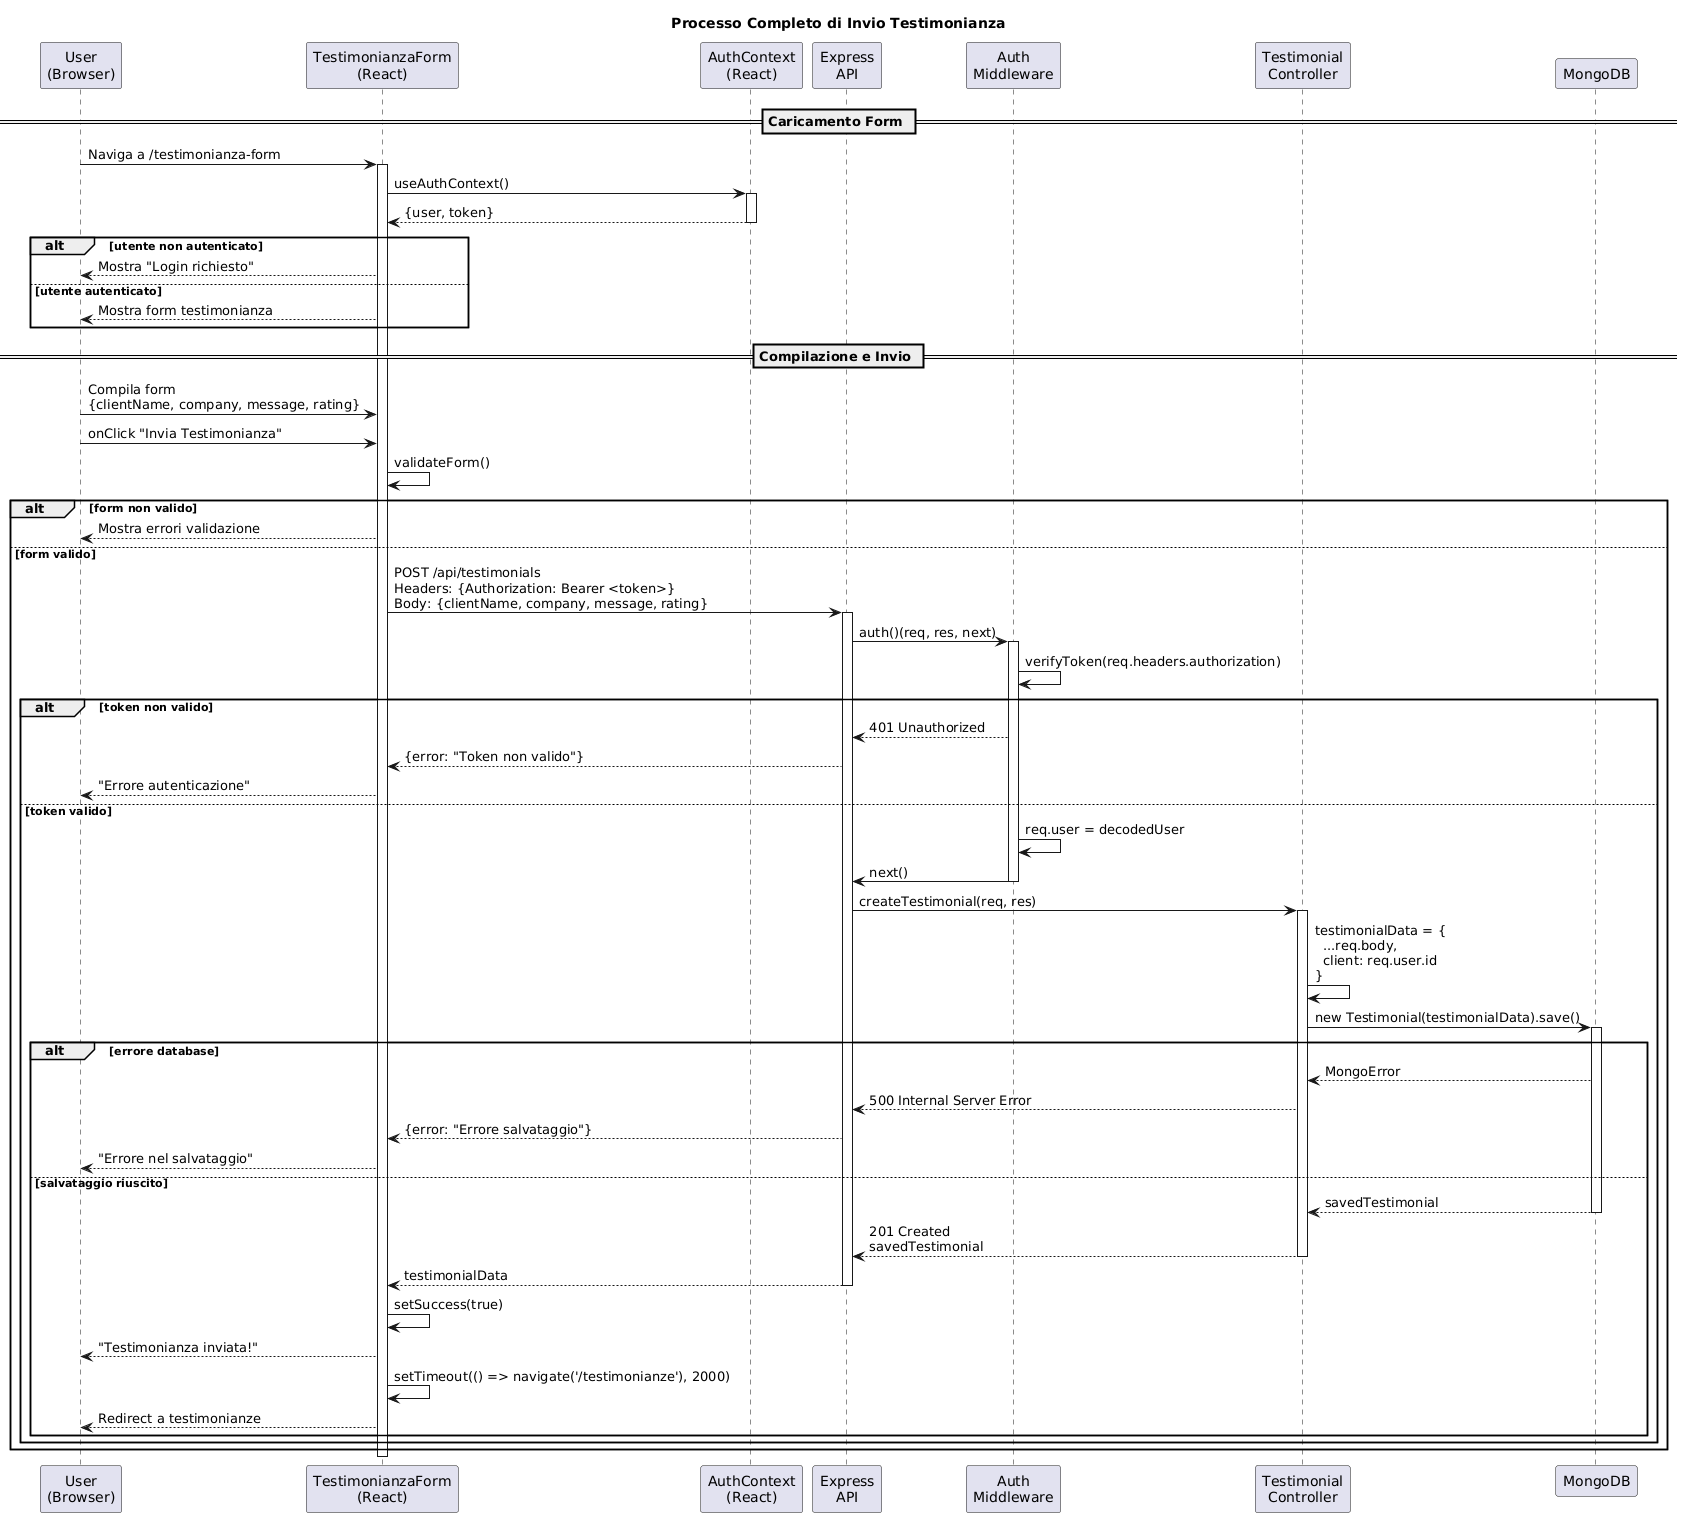 Processo Completo di Invio Testimonianza
User
(Browser)
TestimonianzaForm
(React)
AuthContext
(React)
Express
API
Auth
Middleware
Testimonial
Controller
MongoDB
Caricamento Form
Naviga a /testimonianza-form
useAuthContext()
{user, token}
alt [utente non autenticato]
Mostra "Login richiesto"
[utente autenticato]
Mostra form testimonianza
Compilazione e Invio
Compila form
{clientName, company, message, rating}
onClick "Invia Testimonianza"
validateForm()
alt [form non valido]
Mostra errori validazione
[form valido]
POST /api/testimonials
Headers: {Authorization: Bearer <token>}
Body: {clientName, company, message, rating}
auth()(req, res, next)
verifyToken(req.headers.authorization)
alt [token non valido]
401 Unauthorized
{error: "Token non valido"}
"Errore autenticazione"
[token valido]
req.user = decodedUser
next()
createTestimonial(req, res)
testimonialData = {
...req.body,
client: req.user.id
}
new Testimonial(testimonialData).save()
alt [errore database]
MongoError
500 Internal Server Error
{error: "Errore salvataggio"}
"Errore nel salvataggio"
[salvataggio riuscito]
savedTestimonial
201 Created
savedTestimonial
testimonialData
setSuccess(true)
"Testimonianza inviata!"
setTimeout(() => navigate('/testimonianze'), 2000)
Redirect a testimonianze
User
(Browser)
TestimonianzaForm
(React)
AuthContext
(React)
Express
API
Auth
Middleware
Testimonial
Controller
MongoDB